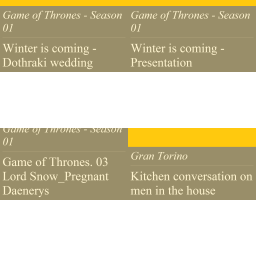 Game of Thrones - Season
01
Winter is coming -
Dothraki wedding
Game of Thrones - Season
01
Winter is coming -
Presentation
Game of Thrones - Season
01
Game of Thrones. 03
Lord Snow_Pregnant
Daenerys
Gran Torino
Kitchen conversation on
men in the house